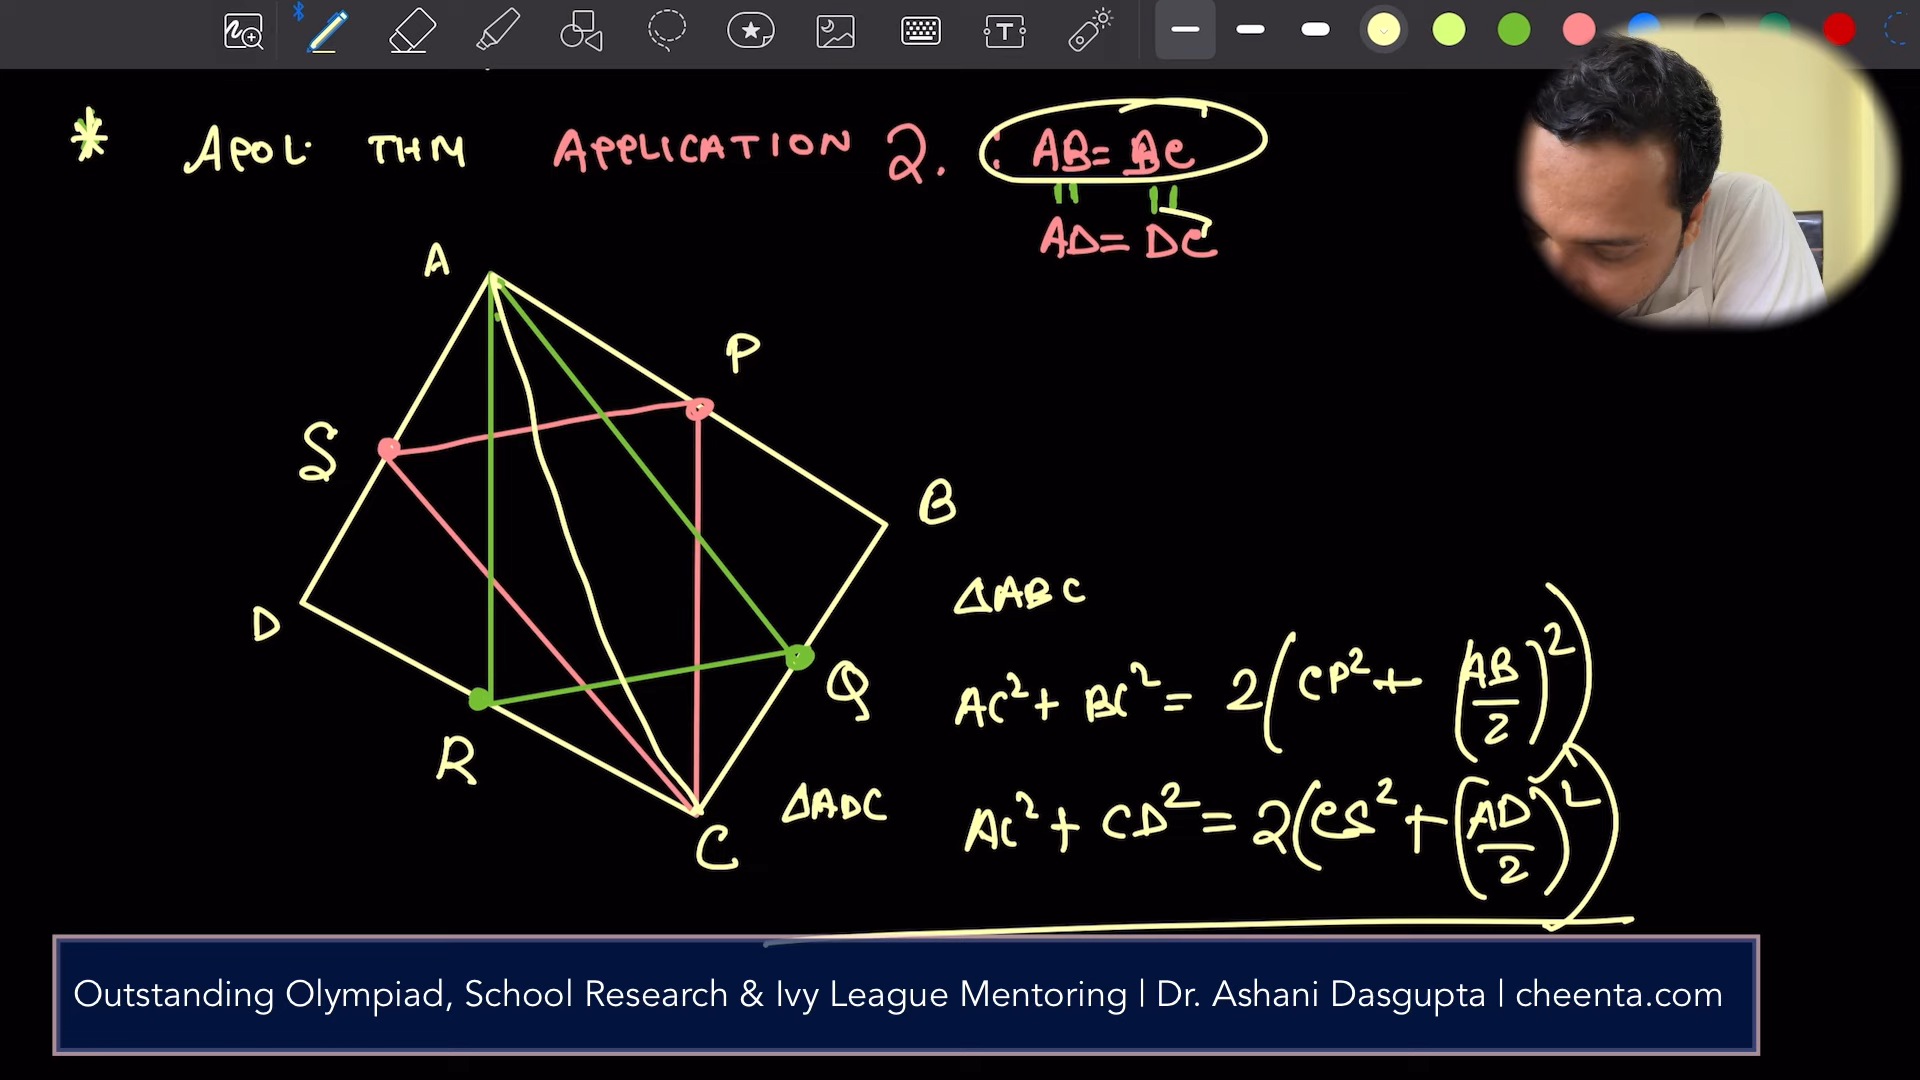 * APOL. THM APPLICATION 2. : AB = BC
AD = DC
A
P
S
B
D
Q
R
C
ΔABC
AC² + BC² = 2(CP² + (AB/2)²)
ΔADC
AC² + CD² = 2(CS² + (AD/2)²)
Outstanding Olympiad, School Research & Ivy League Mentoring | Dr. Ashani Dasgupta | cheenta.com